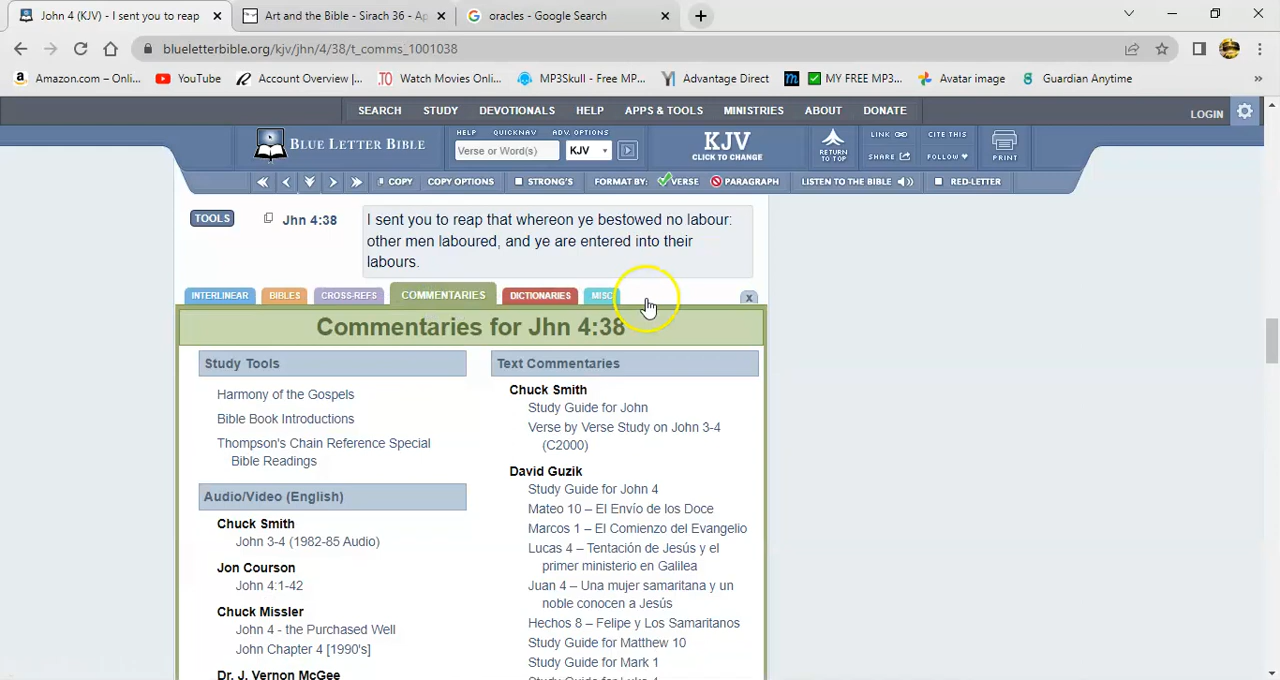 John 4 (KJV) - I sent you to reap
Art and the Bible - Sirach 36 - Ap
oracles - Google Search
blueletterbible.org/kjv/jhn/4/38/t_comms_1001038
Amazon.com – Onli...
YouTube
Account Overview |...
Watch Movies Onli...
MP3Skull - Free MP...
Advantage Direct
MY FREE MP3...
Avatar image
Guardian Anytime
SEARCH STUDY DEVOTIONALS HELP APPS & TOOLS MINISTRIES ABOUT DONATE
LOGIN
BLUE LETTER BIBLE
HELP QUICKNAV ADV. OPTIONS
Verse or Word(s) KJV
KJV
CLICK TO CHANGE
RETURN
TO TOP
LINK CITE THIS
SHARE FOLLOW
PRINT
COPY COPY OPTIONS STRONG'S FORMAT BY: VERSE PARAGRAPH LISTEN TO THE BIBLE RED-LETTER
TOOLS Jhn 4:38
I sent you to reap that whereon ye bestowed no labour:
other men laboured, and ye are entered into their
labours.
INTERLINEAR BIBLES CROSS-REFS COMMENTARIES DICTIONARIES MISC
x
Commentaries for Jhn 4:38
Study Tools
Harmony of the Gospels
Bible Book Introductions
Thompson's Chain Reference Special
Bible Readings
Audio/Video (English)
Chuck Smith
John 3-4 (1982-85 Audio)
Jon Courson
John 4:1-42
Chuck Missler
John 4 - the Purchased Well
John Chapter 4 [1990's]
Dr. J. Vernon McGee
Text Commentaries
Chuck Smith
Study Guide for John
Verse by Verse Study on John 3-4
(C2000)
David Guzik
Study Guide for John 4
Mateo 10 – El Envío de los Doce
Marcos 1 – El Comienzo del Evangelio
Lucas 4 – Tentación de Jesús y el
primer ministerio en Galilea
Juan 4 – Una mujer samaritana y un
noble conocen a Jesús
Hechos 8 – Felipe y Los Samaritanos
Study Guide for Matthew 10
Study Guide for Mark 1